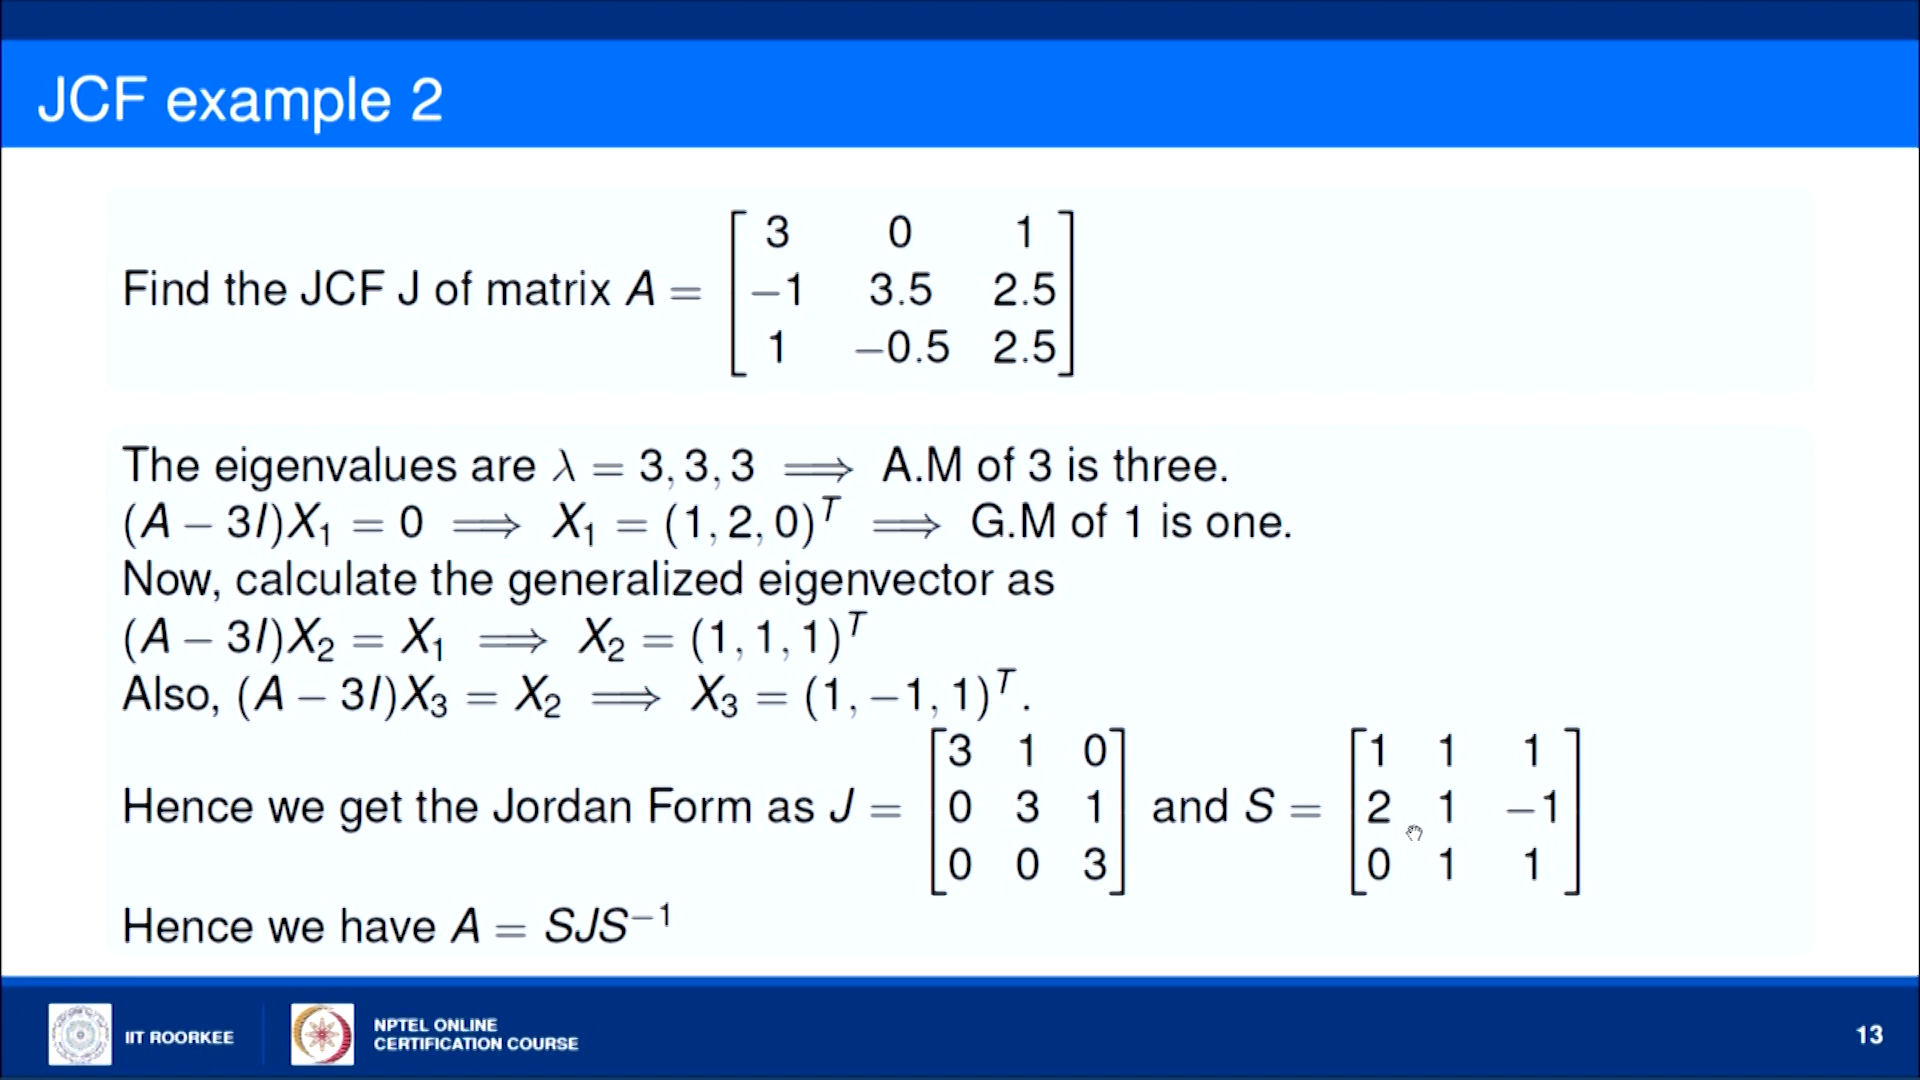 JCF example 2
Find the JCF J of matrix A = [3 0 1; −1 3.5 2.5; 1 −0.5 2.5]
The eigenvalues are λ = 3, 3, 3 ⟹ A.M of 3 is three.
(A − 3I)X₁ = 0 ⟹ X₁ = (1, 2, 0)ᵀ ⟹ G.M of 1 is one.
Now, calculate the generalized eigenvector as
(A − 3I)X₂ = X₁ ⟹ X₂ = (1, 1, 1)ᵀ
Also, (A − 3I)X₃ = X₂ ⟹ X₃ = (1, −1, 1)ᵀ.
Hence we get the Jordan Form as J = [3 1 0; 0 3 1; 0 0 3] and S = [1 1 1; 2 1 −1; 0 1 1]
Hence we have A = SJS⁻¹
IIT ROORKEE
NPTEL ONLINE
CERTIFICATION COURSE
13